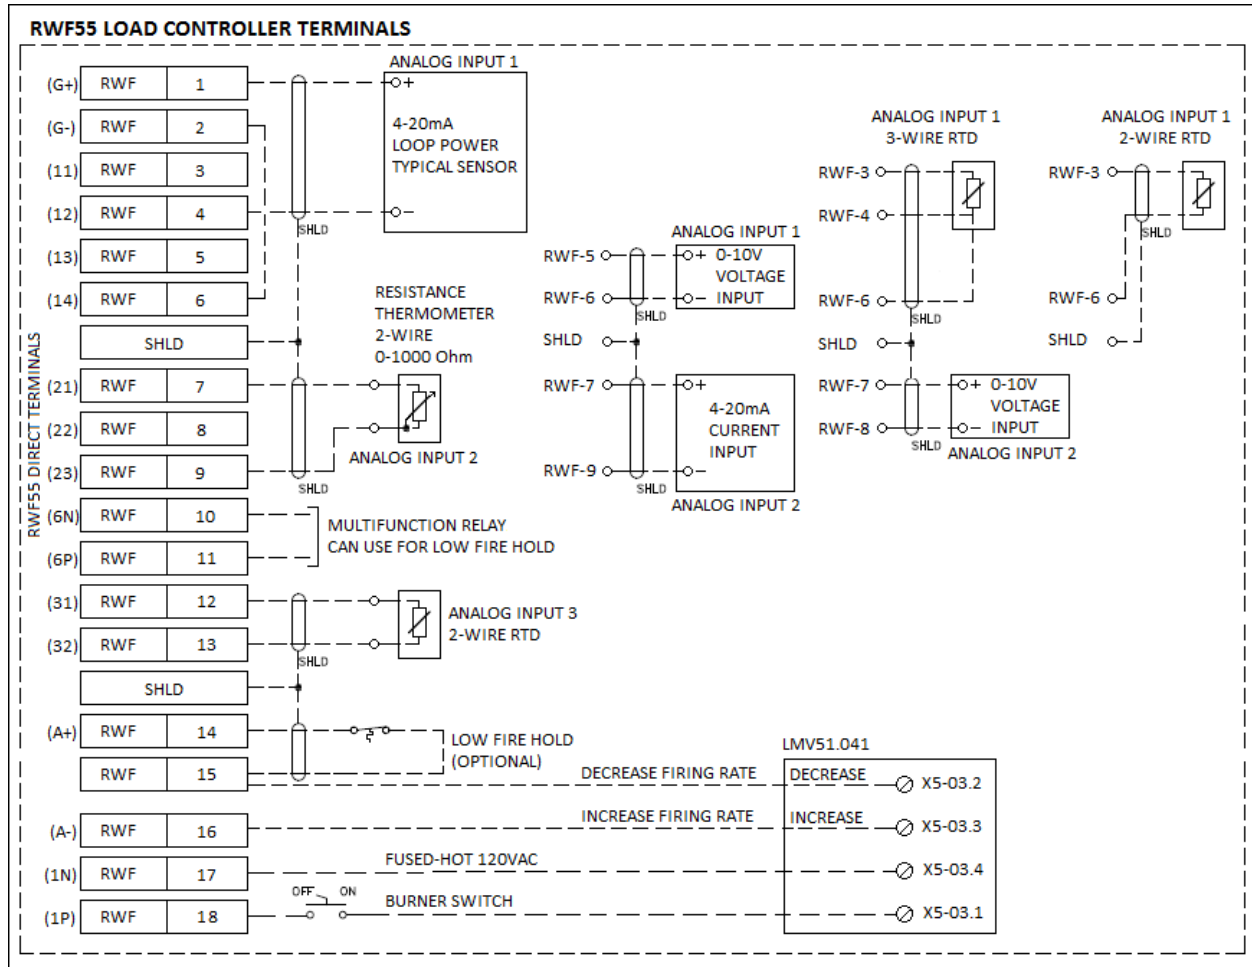 RWF55 LOAD CONTROLLER TERMINALS
RWF55 DIRECT TERMINALS
(G+) RWF 1
(G-) RWF 2
(11) RWF 3
(12) RWF 4
(13) RWF 5
(14) RWF 6
SHLD
(21) RWF 7
(22) RWF 8
(23) RWF 9
(6N) RWF 10
(6P) RWF 11
(31) RWF 12
(32) RWF 13
SHLD
(A+) RWF 14
RWF 15
(A-) RWF 16
(1N) RWF 17
(1P) RWF 18
ANALOG INPUT 1
+
4-20mA
LOOP POWER
TYPICAL SENSOR
-
SHLD
RESISTANCE
THERMOMETER
2-WIRE
0-1000 Ohm
ANALOG INPUT 2
SHLD
MULTIFUNCTION RELAY
CAN USE FOR LOW FIRE HOLD
ANALOG INPUT 3
2-WIRE RTD
SHLD
LOW FIRE HOLD
(OPTIONAL)
ANALOG INPUT 1
RWF-5 + 0-10V
VOLTAGE
RWF-6 - INPUT
SHLD
SHLD
RWF-7 +
4-20mA
CURRENT
INPUT
RWF-9 -
SHLD
ANALOG INPUT 2
ANALOG INPUT 1
3-WIRE RTD
RWF-3
RWF-4
RWF-6
SHLD
SHLD
RWF-7 + 0-10V
VOLTAGE
RWF-8 - INPUT
SHLD
ANALOG INPUT 2
ANALOG INPUT 1
2-WIRE RTD
RWF-3
SHLD
RWF-6
SHLD
LMV51.041
DECREASE FIRING RATE DECREASE X5-03.2
INCREASE FIRING RATE INCREASE X5-03.3
FUSED-HOT 120VAC X5-03.4
OFF ON
BURNER SWITCH X5-03.1